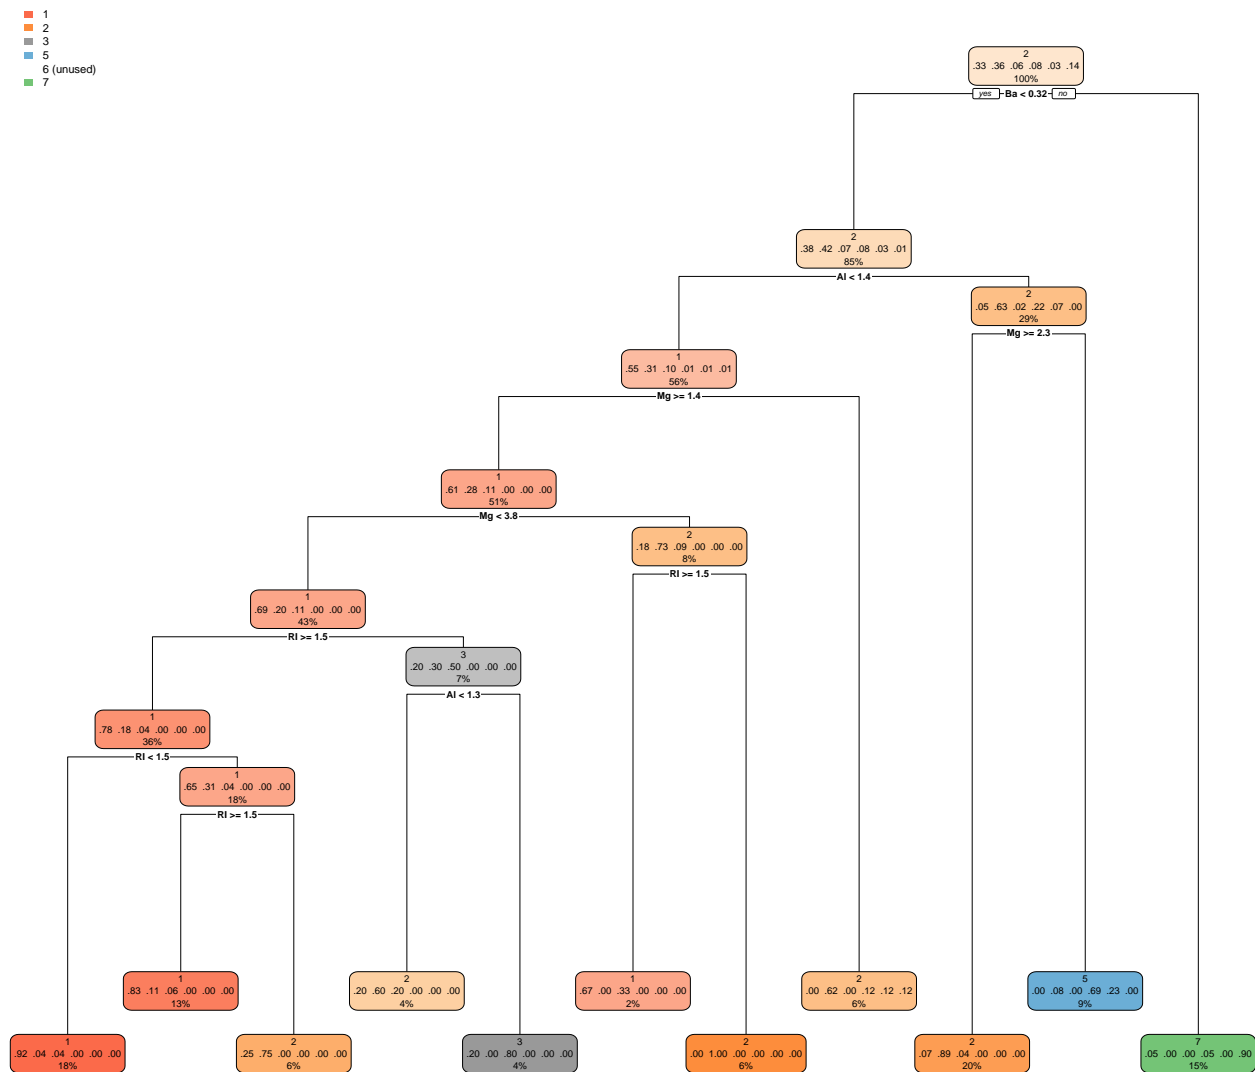 1
2
3
5
6 (unused)
7
2
.33 .36 .06 .08 .03 .14
100%
yes Ba < 0.32 no
2
.38 .42 .07 .08 .03 .01
85%
Al < 1.4
2
.05 .63 .02 .22 .07 .00
29%
Mg >= 2.3
1
.55 .31 .10 .01 .01 .01
56%
Mg >= 1.4
1
.61 .28 .11 .00 .00 .00
51%
Mg < 3.8
2
.18 .73 .09 .00 .00 .00
8%
RI >= 1.5
1
.69 .20 .11 .00 .00 .00
43%
RI >= 1.5
3
.20 .30 .50 .00 .00 .00
7%
Al < 1.3
1
.78 .18 .04 .00 .00 .00
36%
RI < 1.5
1
.65 .31 .04 .00 .00 .00
18%
RI >= 1.5
1
.83 .11 .06 .00 .00 .00
13%
2
.20 .60 .20 .00 .00 .00
4%
1
.67 .00 .33 .00 .00 .00
2%
2
.00 .62 .00 .12 .12 .12
6%
5
.00 .08 .00 .69 .23 .00
9%
1
.92 .04 .04 .00 .00 .00
18%
2
.25 .75 .00 .00 .00 .00
6%
3
.20 .00 .80 .00 .00 .00
4%
2
.00 1.00 .00 .00 .00 .00
6%
2
.07 .89 .04 .00 .00 .00
20%
7
.05 .00 .00 .05 .00 .90
15%